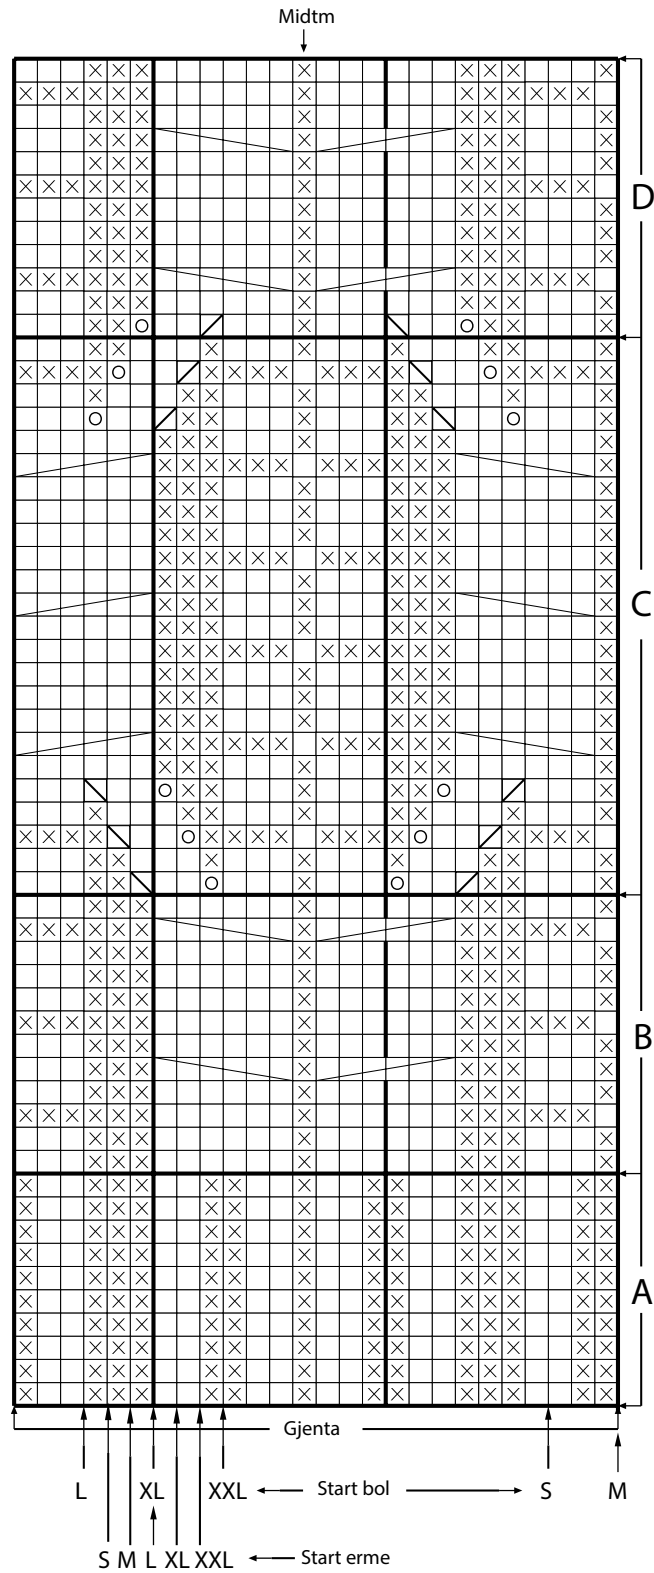 Midtm
D
C
B
A
Gjenta
L XL XXL Start bol S M
S M L XL XXL Start erme